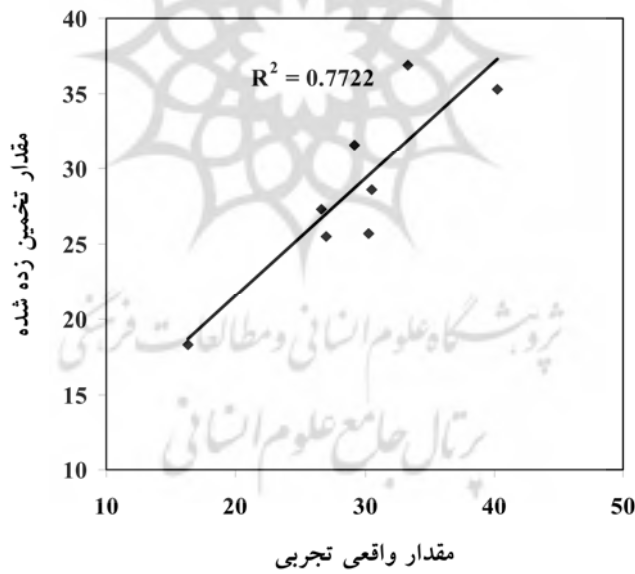 40
R² = 0.7722
35
30
25
20
15
10
مقدار تخمین زده شده
پژوهشگاه علوم انسانی و مطالعات فرهنگی
پرتال جامع علوم انسانی
10 20 30 40 50
مقدار واقعی تجربی